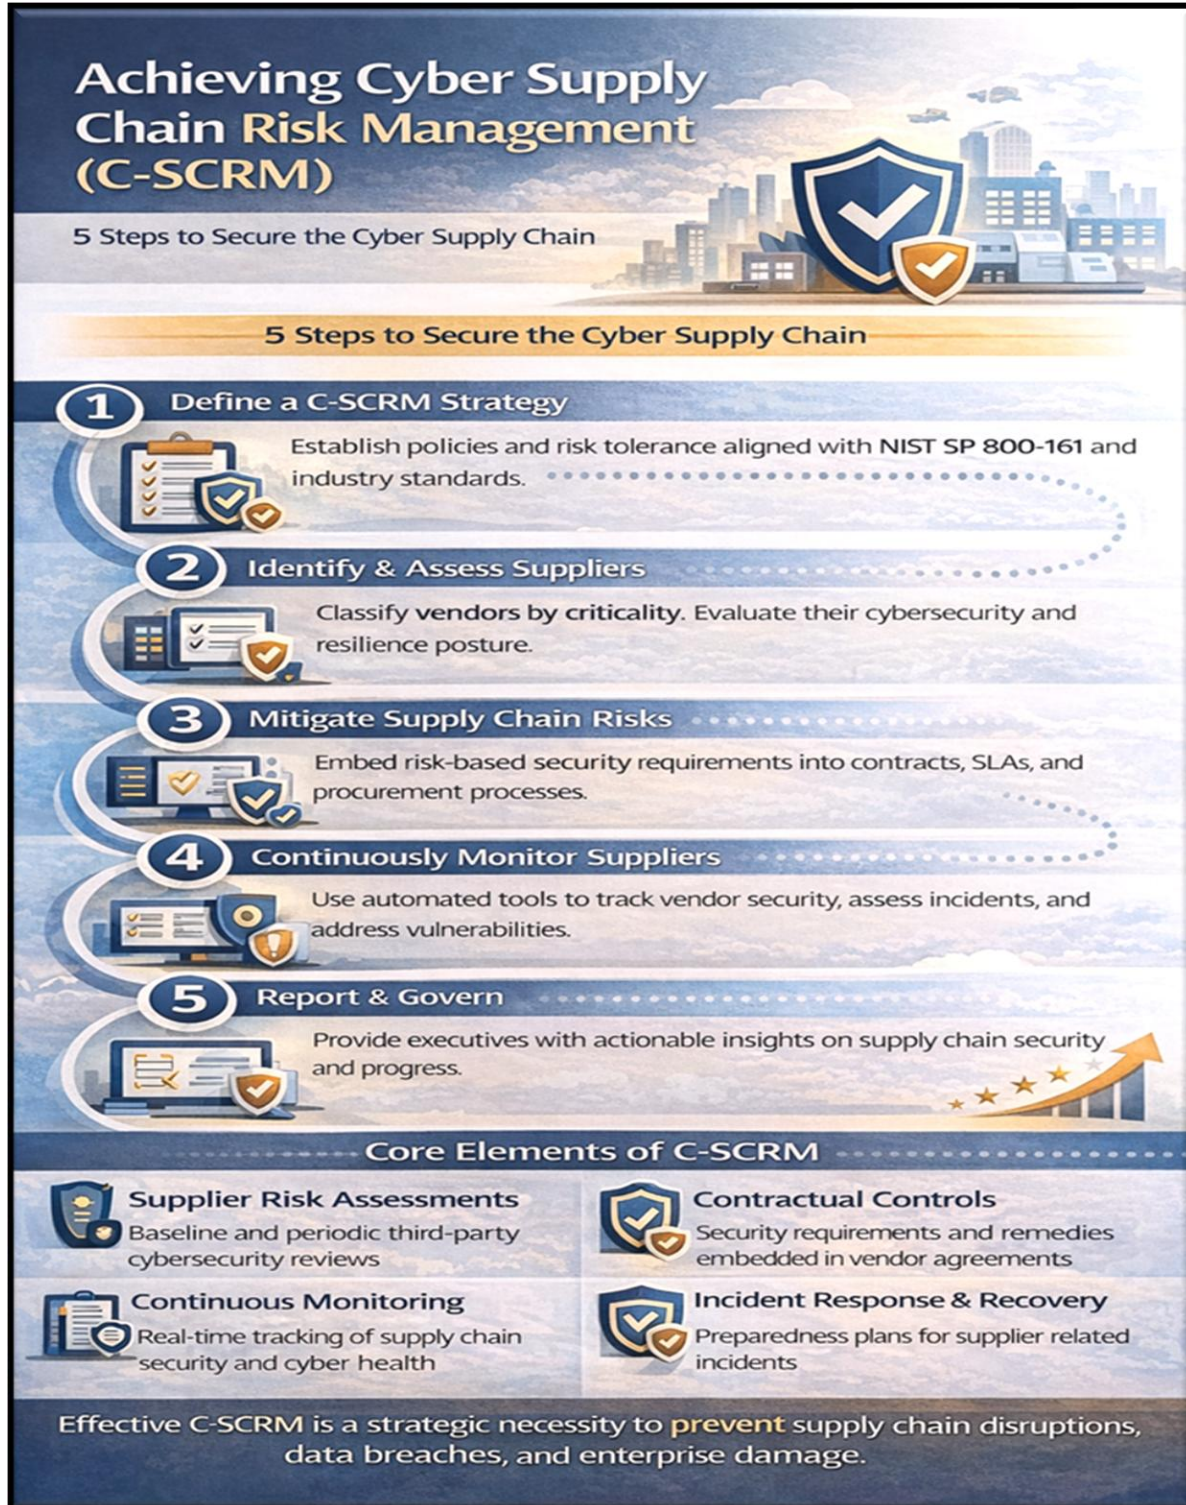 Achieving Cyber Supply
Chain Risk Management
(C-SCRM)
5 Steps to Secure the Cyber Supply Chain
5 Steps to Secure the Cyber Supply Chain
1 Define a C-SCRM Strategy
Establish policies and risk tolerance aligned with NIST SP 800-161 and
industry standards.
2 Identify & Assess Suppliers
Classify vendors by criticality. Evaluate their cybersecurity and
resilience posture.
3 Mitigate Supply Chain Risks
Embed risk-based security requirements into contracts, SLAs, and
procurement processes.
4 Continuously Monitor Suppliers
Use automated tools to track vendor security, assess incidents, and
address vulnerabilities.
5 Report & Govern
Provide executives with actionable insights on supply chain security
and progress.
Core Elements of C-SCRM
Supplier Risk Assessments
Baseline and periodic third-party
cybersecurity reviews
Contractual Controls
Security requirements and remedies
embedded in vendor agreements
Continuous Monitoring
Real-time tracking of supply chain
security and cyber health
Incident Response & Recovery
Preparedness plans for supplier related
incidents
Effective C-SCRM is a strategic necessity to prevent supply chain disruptions,
data breaches, and enterprise damage.